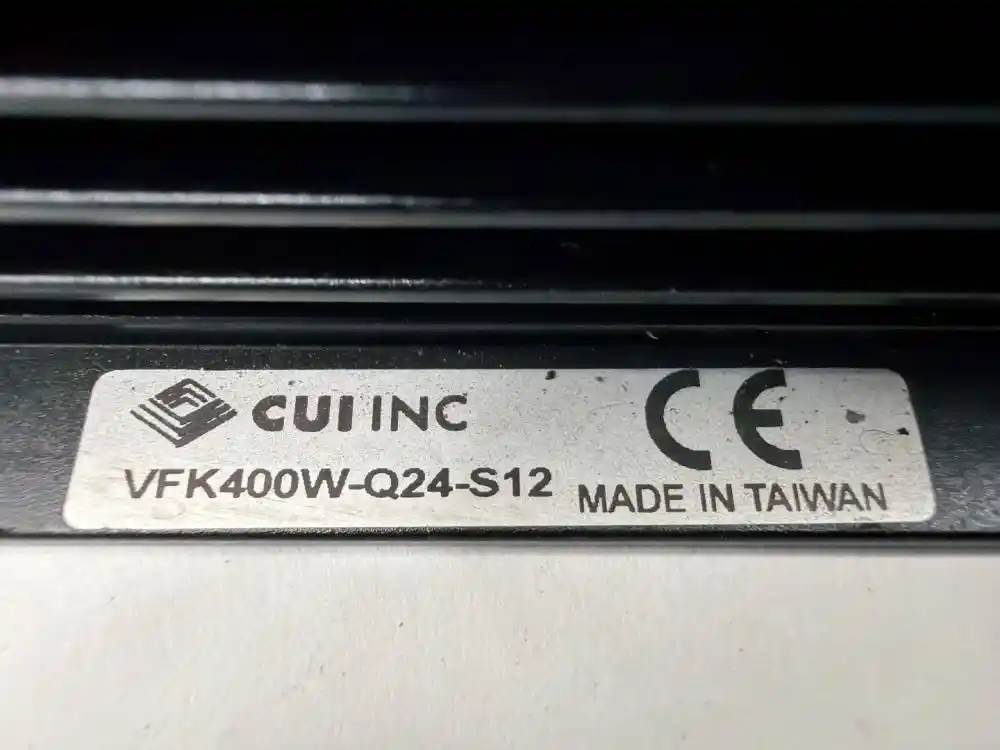 CUI INC
CE
VFK400W-Q24-S12
MADE IN TAIWAN